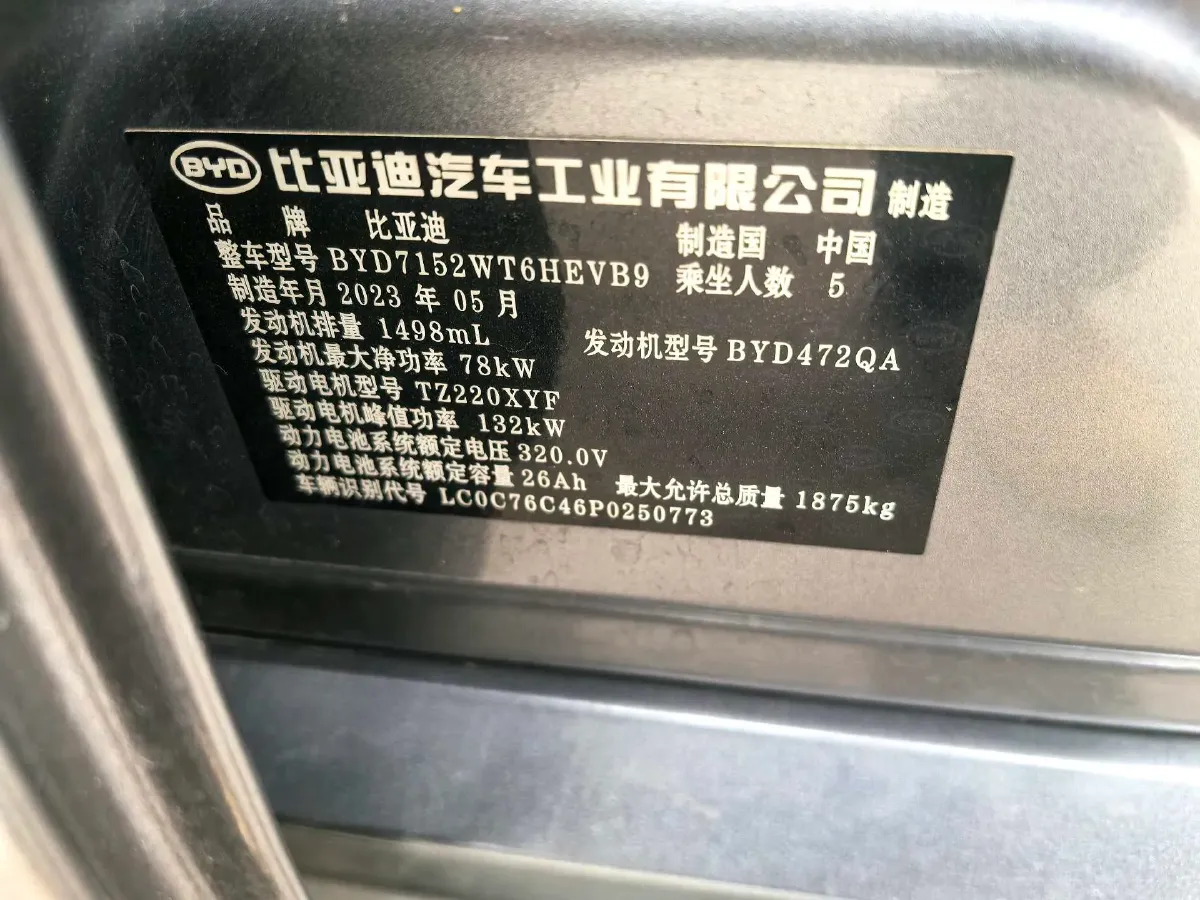 BYD 比亚迪汽车工业有限公司 制造
品 牌 比亚迪 制造国 中国
整车型号 BYD7152WT6HEVB9 乘坐人数 5
制造年月 2023 年 05 月
发动机排量 1498mL 发动机型号 BYD472QA
发动机最大净功率 78kW
驱动电机型号 TZ220XYF
驱动电机峰值功率 132kW
动力电池系统额定电压 320.0V
动力电池系统额定容量 26Ah 最大允许总质量 1875kg
车辆识别代号 LC0C76C46P0250773